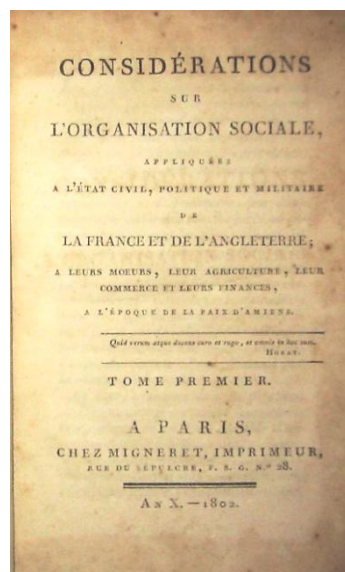 CONSIDÉRATIONS
SUR
L'ORGANISATION SOCIALE,
APPLIQUÉES
A L'ÉTAT CIVIL, POLITIQUE ET MILITAIRE
DE
LA FRANCE ET DE L'ANGLETERRE;
A LEURS MŒURS, LEUR AGRICULTURE, LEUR
COMMERCE ET LEURS FINANCES,
A L'ÉPOQUE DE LA PAIX D'AMIENS.
Quid verum atque decens curo et rogo, et omnis in hoc sum.
HORAT.
TOME PREMIER.
A PARIS,
CHEZ MIGNERET, IMPRIMEUR,
RUE DU SÉPULCRE, F. S. G. N.º 28.
AN X. — 1802.